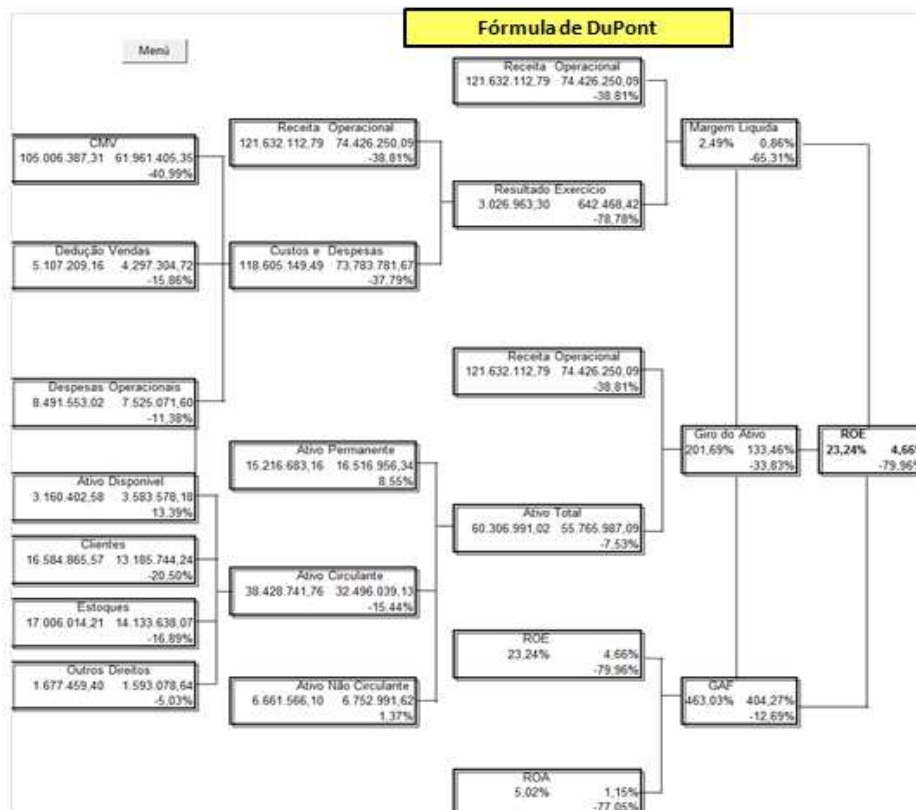 Fórmula de DuPont
Menú
Receita Operacional
121.632.112,79 74.426.250,09
-38.81%
CMV
105.006.387,31 61.961.405,35
-40.99%
Receita Operacional
121.632.112,79 74.426.250,09
-38.81%
Margem Liquida
2,49% 0,86%
-65.31%
Resultado Exercício
3.026.963,30 642.468,42
-78,78%
Dedução Vendas
5.107.209,16 4.297.304,72
-15,86%
Custos e Despesas
118.605.149,49 73.783.781,67
-37.79%
Receita Operacional
121.632.112,79 74.426.250,09
-38.81%
Despesas Operacionais
8.491.553,02 7.525.071,60
-11,38%
Giro do Ativo
201,69% 133,46%
-33.83%
ROE
23,24% 4,66%
-79.96%
Ativo Permanente
15.216.683,16 16.516.956,34
8.55%
Ativo Disponivel
3.160.402,58 3.583.578,18
13.39%
Ativo Total
60.306.991,02 55.765.987,09
-7.53%
Clientes
16.584.865,57 13.185.744,24
-20.50%
Ativo Circulante
38.428.741,76 32.496.039,13
-15.44%
Estoques
17.006.014,21 14.133.638,07
-16.89%
ROE
23,24% 4,66%
-79.96%
Outros Direitos
1.677.459,40 1.593.078,64
-5.03%
Ativo Não Circulante
6.661.566,10 6.752.991,62
1.37%
GAF
463.03% 404,27%
-12.69%
ROA
5,02% 1,15%
-77.05%